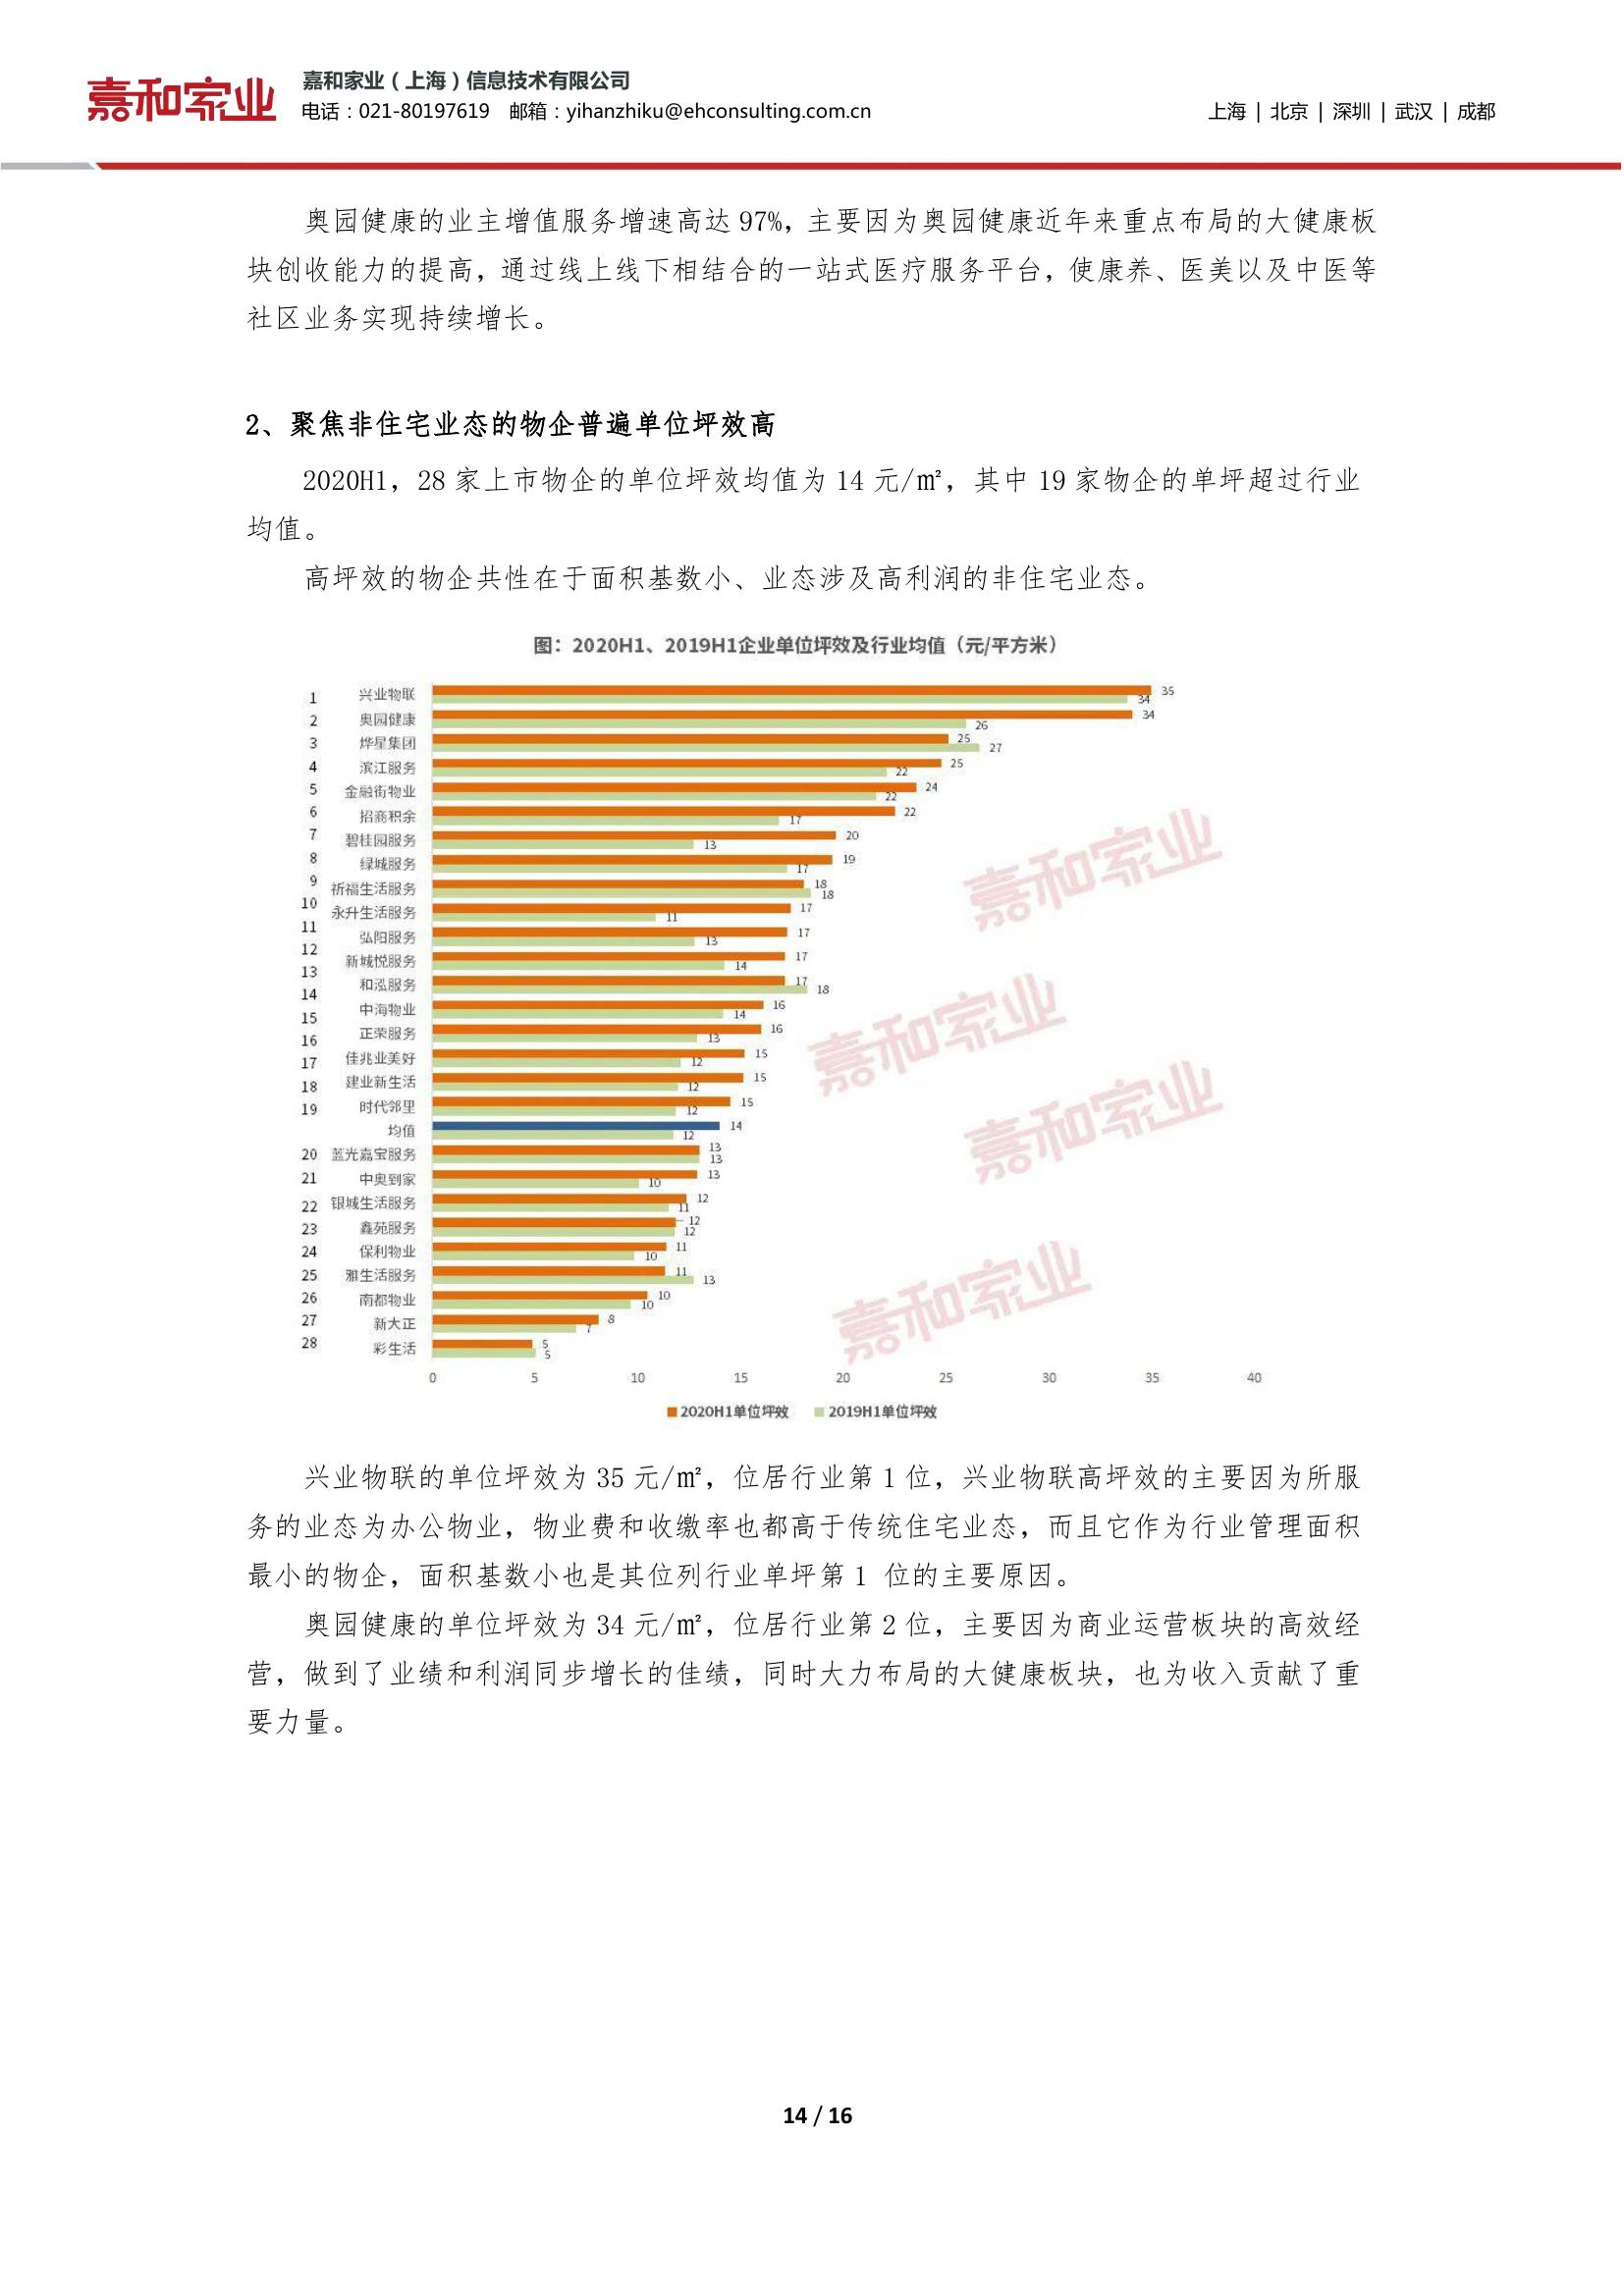 嘉和家业
嘉和家业（上海）信息技术有限公司
电话：021-80197619 邮箱：yihanzhiku@ehconsulting.com.cn
上海 | 北京 | 深圳 | 武汉 | 成都
奥园健康的业主增值服务增速高达 97%，主要因为奥园健康近年来重点布局的大健康板
块创收能力的提高，通过线上线下相结合的一站式医疗服务平台，使康养、医美以及中医等
社区业务实现持续增长。
2、聚焦非住宅业态的物企普遍单位坪效高
2020H1，28 家上市物企的单位坪效均值为 14 元/㎡，其中 19 家物企的单坪超过行业
均值。
高坪效的物企共性在于面积基数小、业态涉及高利润的非住宅业态。
图：2020H1、2019H1企业单位坪效及行业均值（元/平方米）
1 兴业物联 35 34
2 奥园健康 34 26
3 烨星集团 25 27
4 滨江服务 25 22
5 金融街物业 24 22
6 招商积余 22 17
7 碧桂园服务 20 13
8 绿城服务 19 17
9 祈福生活服务 18 18
10 永升生活服务 17 11
11 弘阳服务 17 13
12 新城悦服务 17 14
13 和泓服务 17 18
14 中海物业 16 14
15 正荣服务 16 13
16 佳兆业美好 15 12
17 建业新生活 15 12
18 时代邻里 15 12
19 均值 14 12
20 蓝光嘉宝服务 13 13
21 中奥到家 13 10
22 银城生活服务 12 11
23 鑫苑服务 12 12
24 保利物业 11 10
25 雅生活服务 11 13
26 南都物业 10 10
27 新大正 8 7
28 彩生活 5 5
0 5 10 15 20 25 30 35 40
2020H1单位坪效 2019H1单位坪效
嘉和家业
嘉和家业
嘉和家业
嘉和家业
兴业物联的单位坪效为 35 元/㎡，位居行业第 1 位，兴业物联高坪效的主要因为所服
务的业态为办公物业，物业费和收缴率也都高于传统住宅业态，而且它作为行业管理面积
最小的物企，面积基数小也是其位列行业单坪第 1 位的主要原因。
奥园健康的单位坪效为 34 元/㎡，位居行业第 2 位，主要因为商业运营板块的高效经
营，做到了业绩和利润同步增长的佳绩，同时大力布局的大健康板块，也为收入贡献了重
要力量。
14 / 16